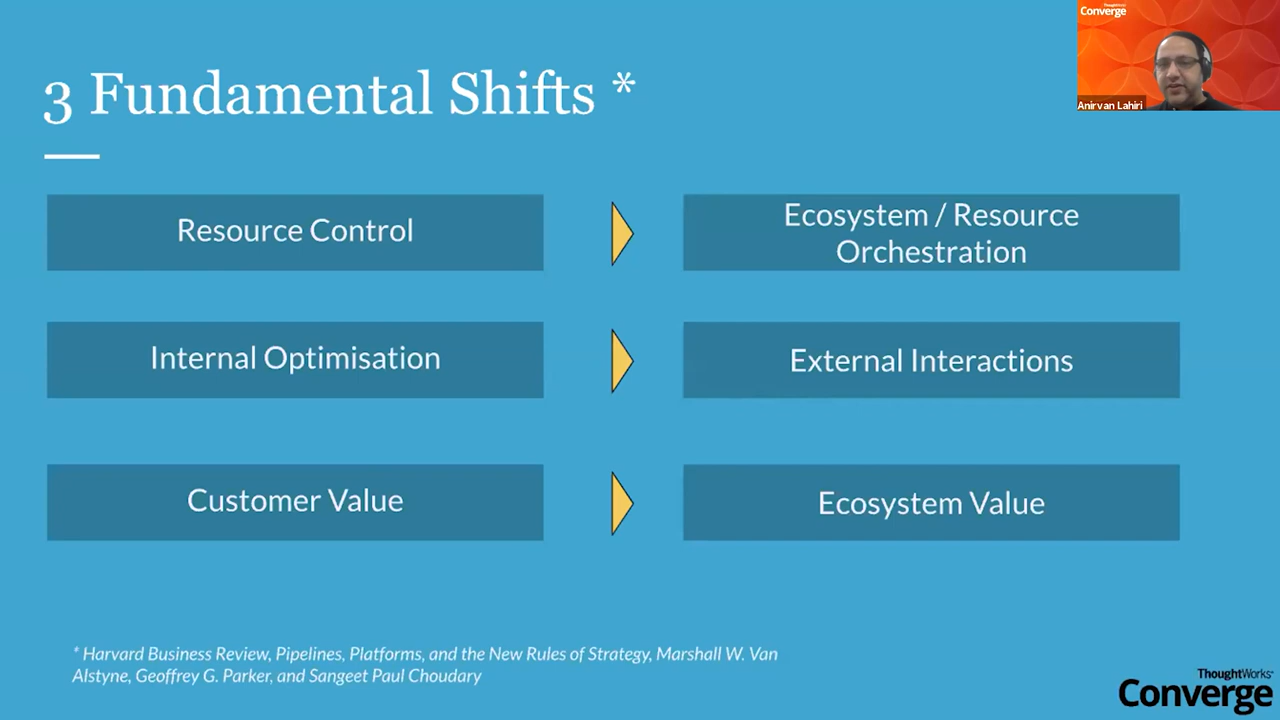 3 Fundamental Shifts *
ThoughtWorks
Converge
Anirvan Lahiri
Resource Control
Ecosystem / Resource
Orchestration
Internal Optimisation
External Interactions
Customer Value
Ecosystem Value
* Harvard Business Review, Pipelines, Platforms, and the New Rules of Strategy, Marshall W. Van
Alstyne, Geoffrey G. Parker, and Sangeet Paul Choudary
ThoughtWorks®
Converge